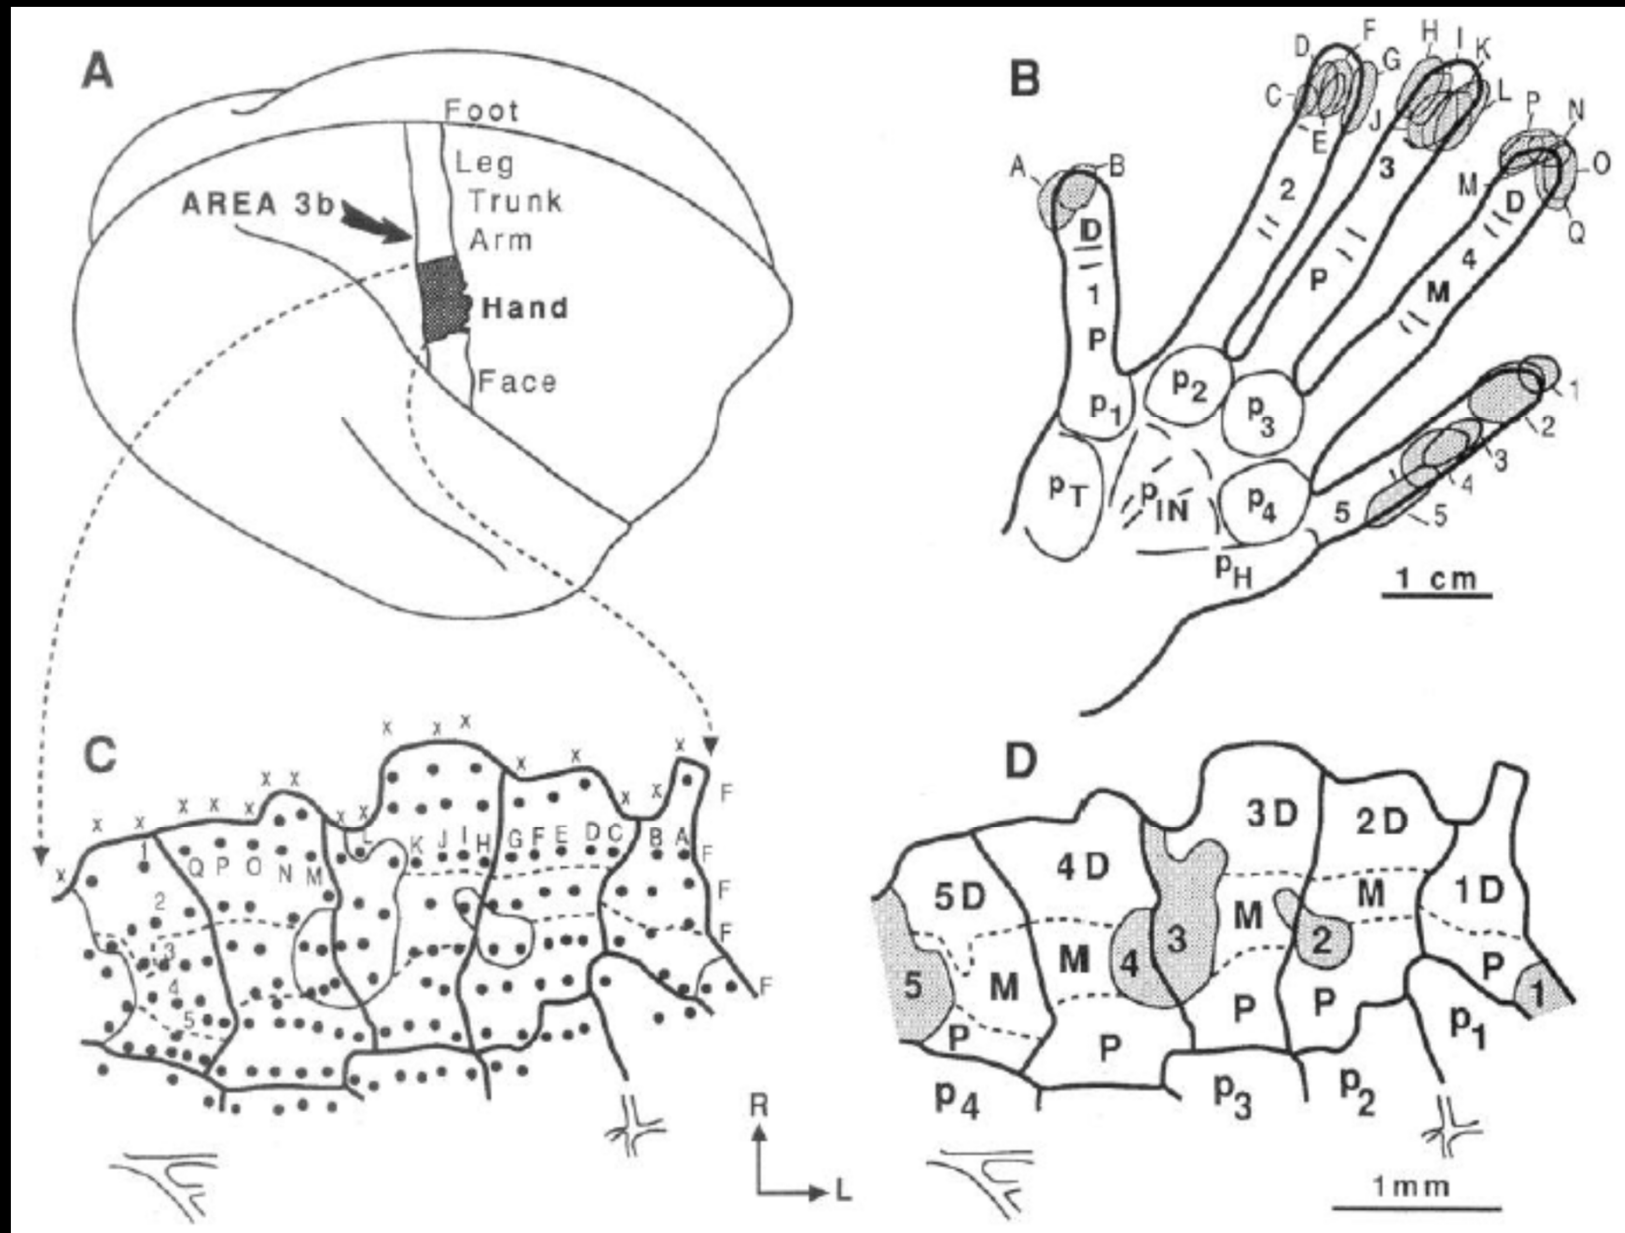 A
Foot
Leg
AREA 3b
Trunk
Arm
Hand
Face
B
D F
G
C
E
H I K
J L
P N
M O
Q
A B
D
1
P
2
3
P
D
4
M
5
1
2
3
4
5
p1
p2
p3
p4
pT
pIN
pH
1 cm
C
x x x
x x
x x
x x x x x x x
x x
x
F
1
Q P O N M L K J I H G F E D C B A F
2
F
3
F
4
F
5
R
L
D
3D
2D
4D
5D
M
M
1D
M
M
4
3
2
5
P
1
P
P
P
P
p1
p2
p3
p4
1mm